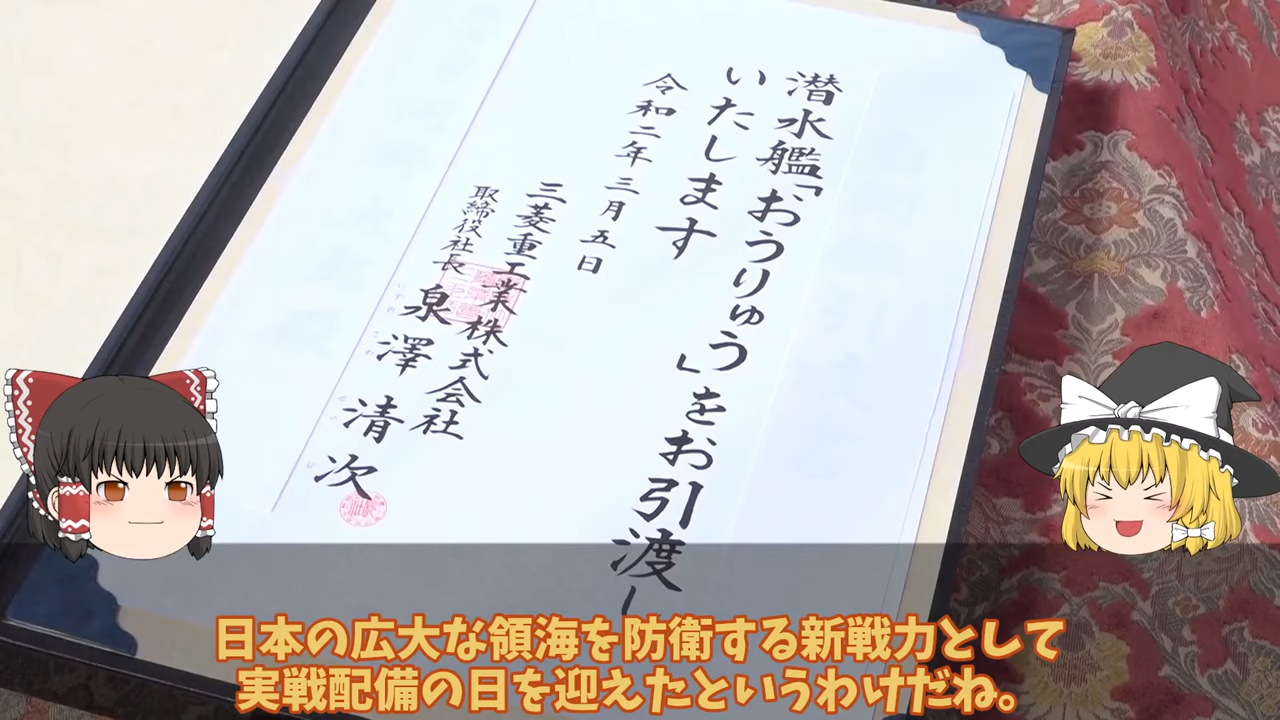 潜水艦「おうりゅう」をお引渡し
いたします
令和二年三月五日
三菱重工業株式会社
取締役社長 泉澤清次
日本の広大な領海を防衛する新戦力として
実戦配備の日を迎えたというわけだね。